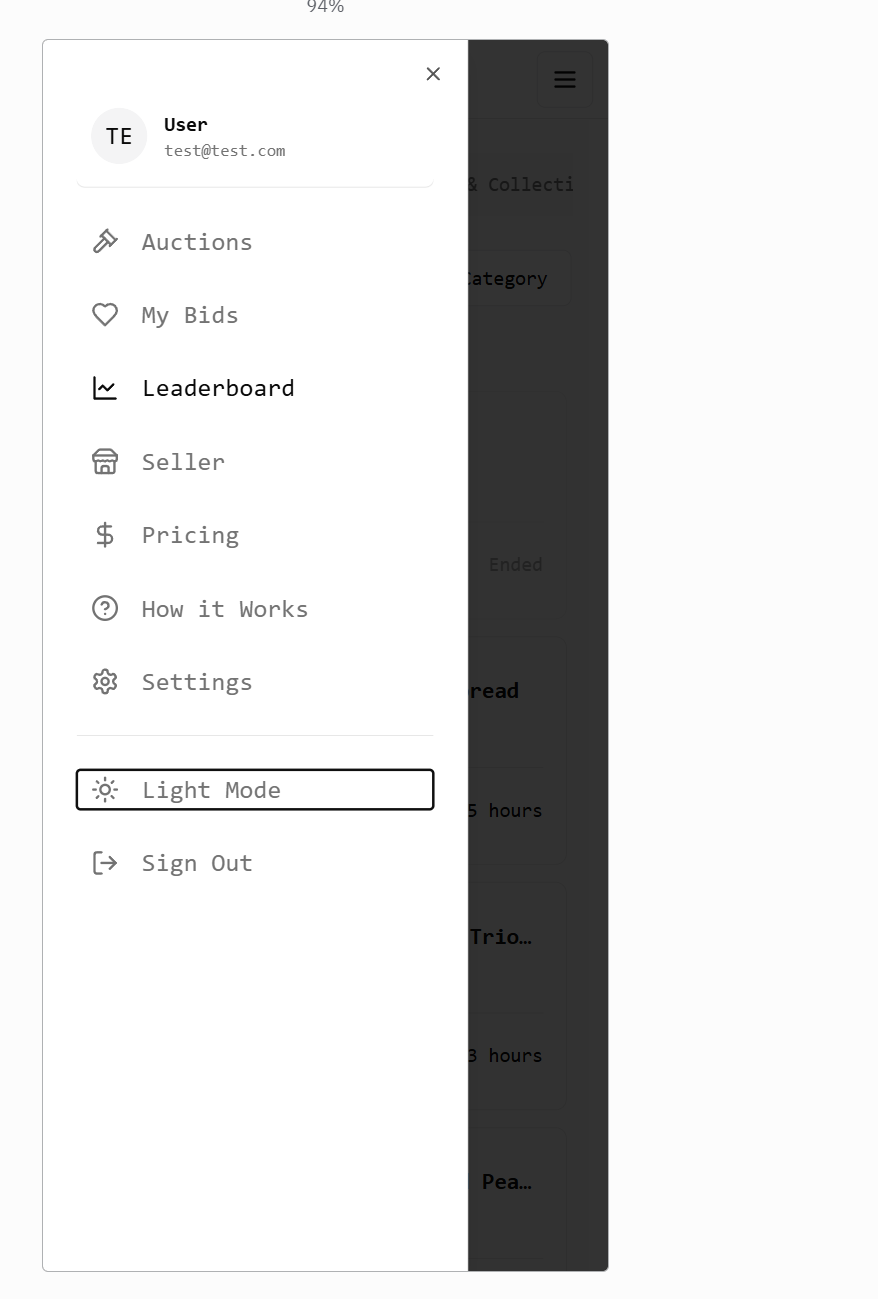 94%
TE
User
test@test.com
& Collecti
Auctions
Category
My Bids
Leaderboard
Seller
Pricing
Ended
How it Works
Settings
read
Light Mode
5 hours
Sign Out
Trio…
3 hours
Pea…